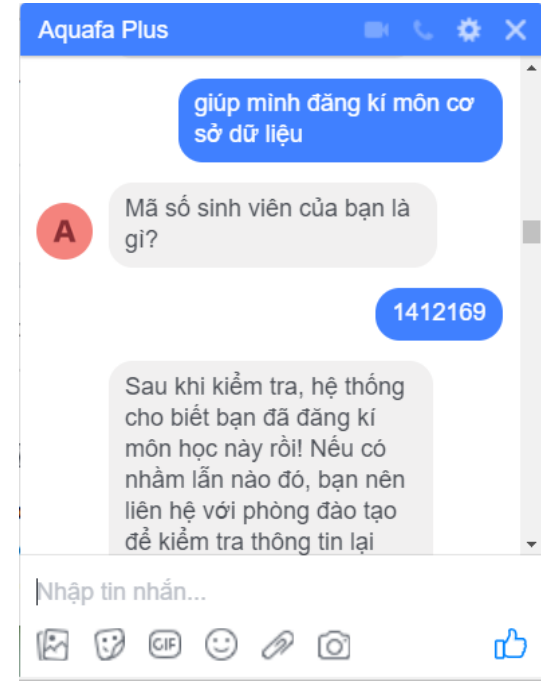 Aquafa Plus
giúp mình đăng kí môn cơ
sở dữ liệu
A
Mã số sinh viên của bạn là
gì?
1412169
Sau khi kiểm tra, hệ thống
cho biết bạn đã đăng kí
môn học này rồi! Nếu có
nhầm lẫn nào đó, bạn nên
liên hệ với phòng đào tạo
để kiểm tra thông tin lại
Nhập tin nhắn...
GIF